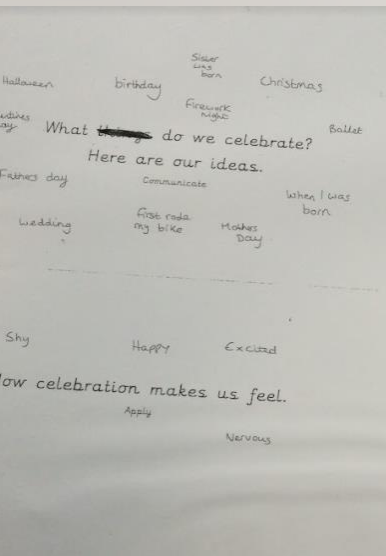 Sister
was
born
Halloween
birthday
Christmas
Firework
night
Ballet
What do we celebrate?
Here are our ideas.
Fathers day
Communicate
When I was
born
Wedding
first rode
my bike
Mothers
Day
Shy
Happy
Excited
How celebration makes us feel.
Apply
Nervous